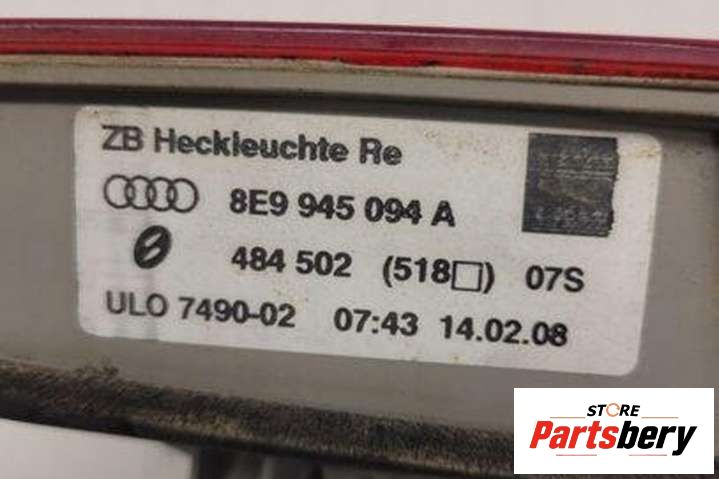 ZB Heckleuchte Re
8E9 945 094 A
484 502 (518□) 07S
ULO 7490-02 07:43 14.02.08
STORE
Partsbery